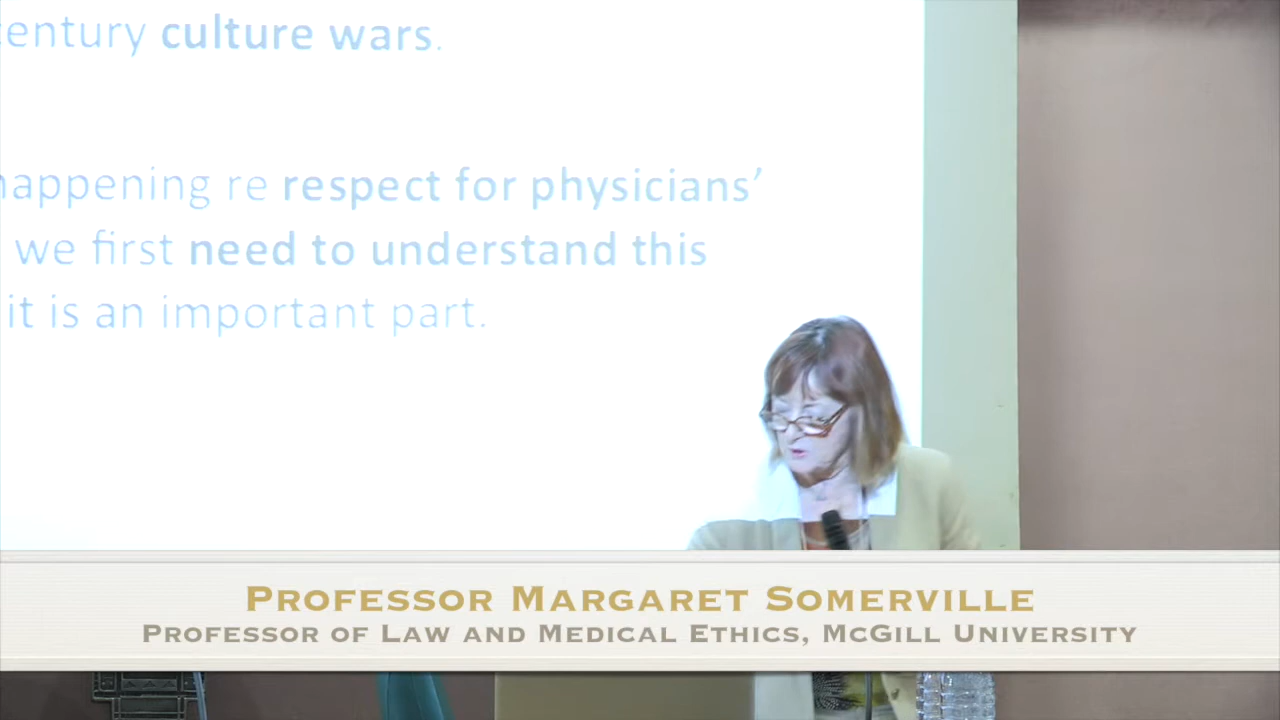 entury culture wars.
happening re respect for physicians’
we first need to understand this
it is an important part.
Professor Margaret Somerville
Professor of Law and Medical Ethics, McGill University